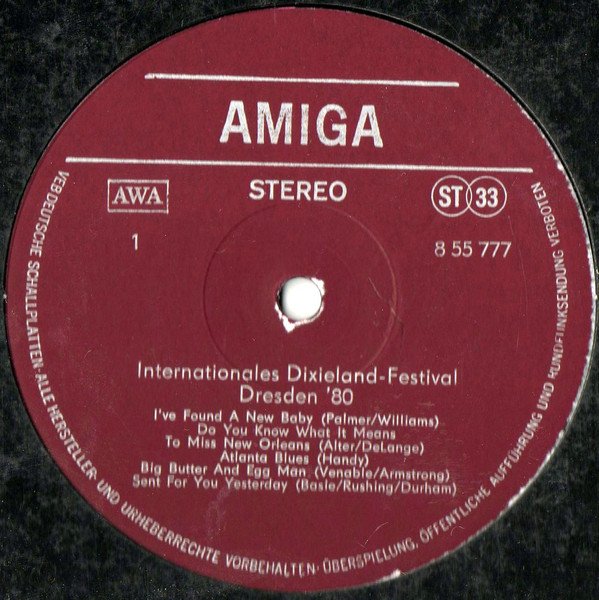 AMIGA
AWA
STEREO
ST 33
1
8 55 777
Internationales Dixieland-Festival
Dresden '80
I've Found A New Baby (Palmer/Williams)
Do You Know What It Means
To Miss New Orleans (Alter/DeLange)
Atlanta Blues (Handy)
Big Butter And Egg Man (Venable/Armstrong)
Sent For You Yesterday (Basie/Rushing/Durham)
VEB DEUTSCHE SCHALLPLATTEN · ALLE HERSTELLER- UND URHEBERRECHTE VORBEHALTEN · ÜBERSPIELUNG, ÖFFENTLICHE AUFFÜHRUNG UND RUNDFUNKSENDUNG VERBOTEN